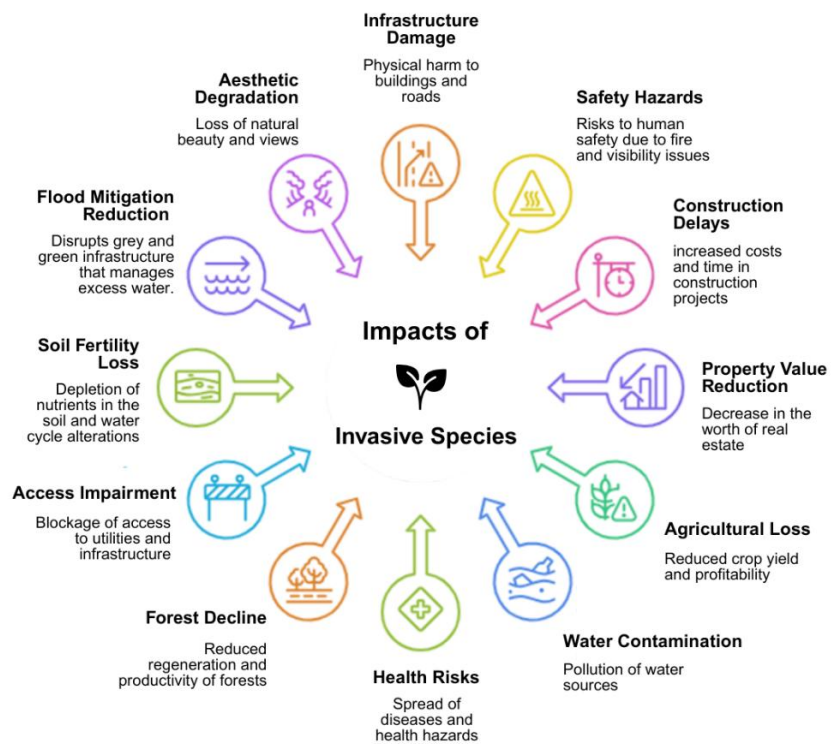 Infrastructure
Damage
Physical harm to
buildings and
roads
Safety Hazards
Risks to human
safety due to fire
and visibility issues
Construction
Delays
increased costs
and time in
construction
projects
Property Value
Reduction
Decrease in the
worth of real
estate
Agricultural Loss
Reduced crop yield
and profitability
Water Contamination
Pollution of water
sources
Health Risks
Spread of
diseases and
health hazards
Forest Decline
Reduced
regeneration and
productivity of forests
Access Impairment
Blockage of access
to utilities and
infrastructure
Soil Fertility
Loss
Depletion of
nutrients in the
soil and water
cycle alterations
Flood Mitigation
Reduction
Disrupts grey and
green infrastructure
that manages
excess water.
Aesthetic
Degradation
Loss of natural
beauty and views
Impacts of
Invasive Species